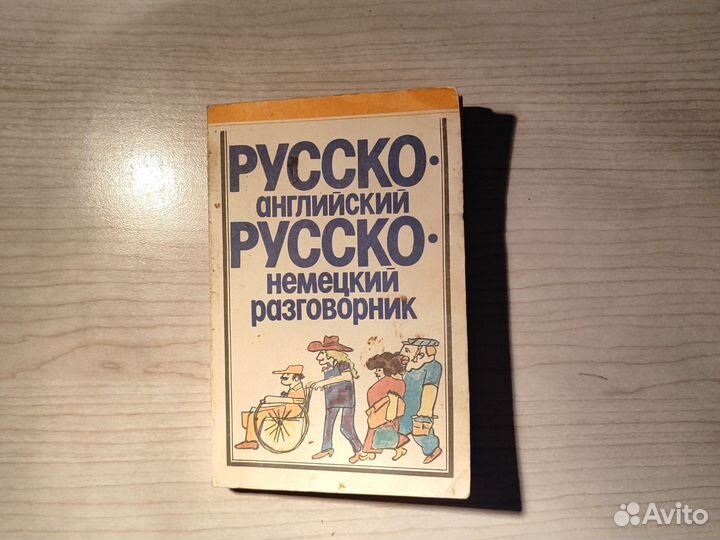 РУССКО-
английский
РУССКО-
немецкий
разговорник
Avito